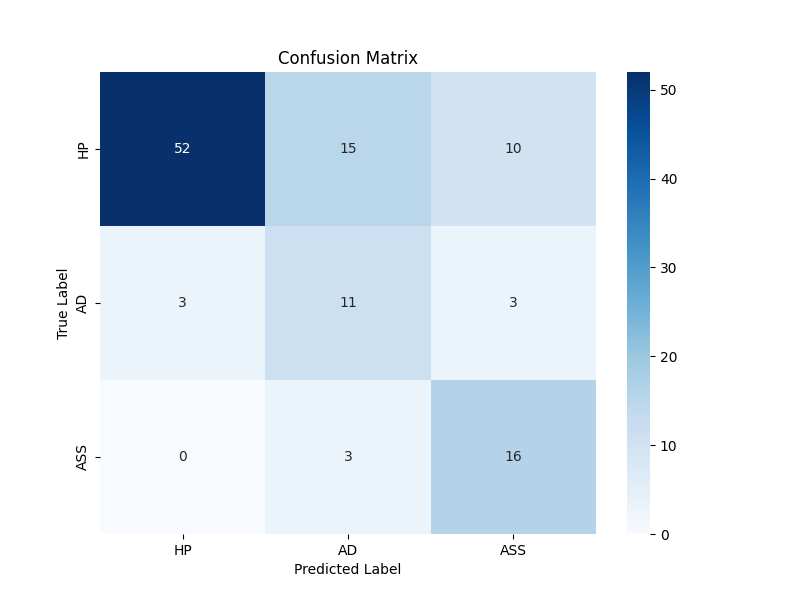 Confusion Matrix
HP
52
15
10
AD
3
11
3
ASS
0
3
16
HP
AD
ASS
Predicted Label
True Label
50
40
30
20
10
0